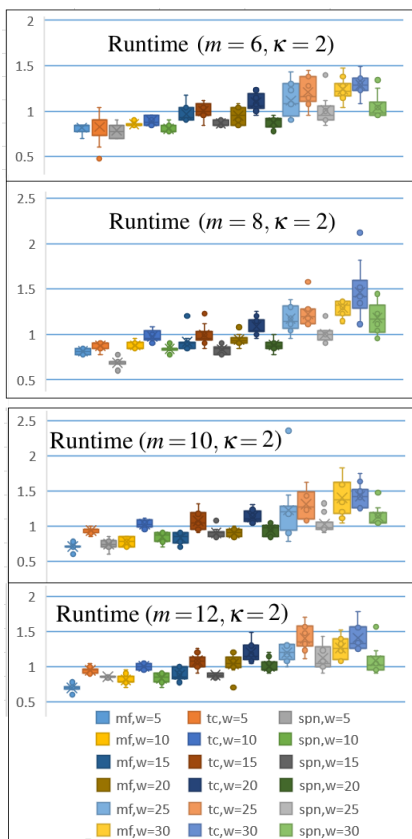 2
Runtime (m = 6, κ = 2)
1.5
1
0.5
2.5
Runtime (m = 8, κ = 2)
2
1.5
1
0.5
2.5
Runtime (m =10, κ =2)
2
1.5
1
0.5
2
Runtime (m =12, κ =2)
1.5
1
0.5
mf,w=5 tc,w=5 spn,w=5
mf,w=10 tc,w=10 spn,w=10
mf,w=15 tc,w=15 spn,w=15
mf,w=20 tc,w=20 spn,w=20
mf,w=25 tc,w=25 spn,w=25
mf,w=30 tc,w=30 spn,w=30